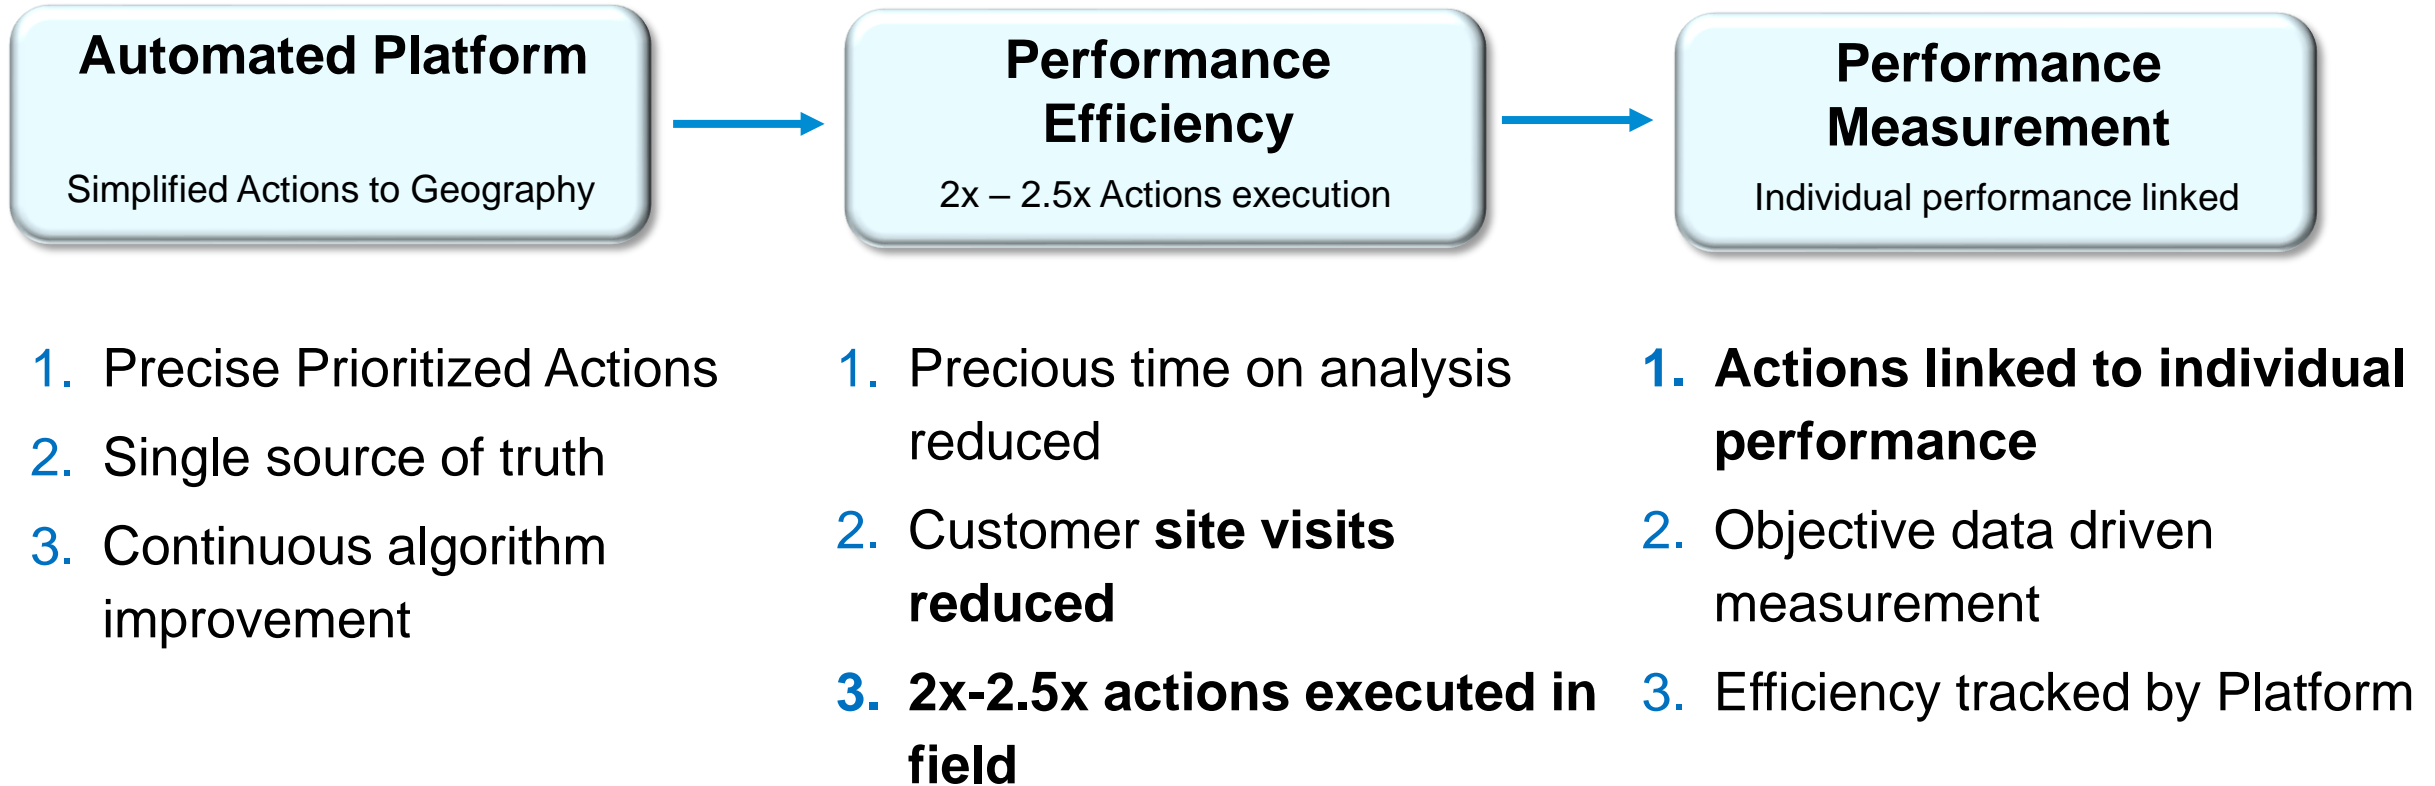 Automated Platform
Simplified Actions to Geography
Performance
Efficiency
2x – 2.5x Actions execution
Performance
Measurement
Individual performance linked
1. Precise Prioritized Actions
2. Single source of truth
3. Continuous algorithm
improvement
1. Precious time on analysis
reduced
2. Customer site visits
reduced
3. 2x-2.5x actions executed in
field
1. Actions linked to individual
performance
2. Objective data driven
measurement
3. Efficiency tracked by Platform